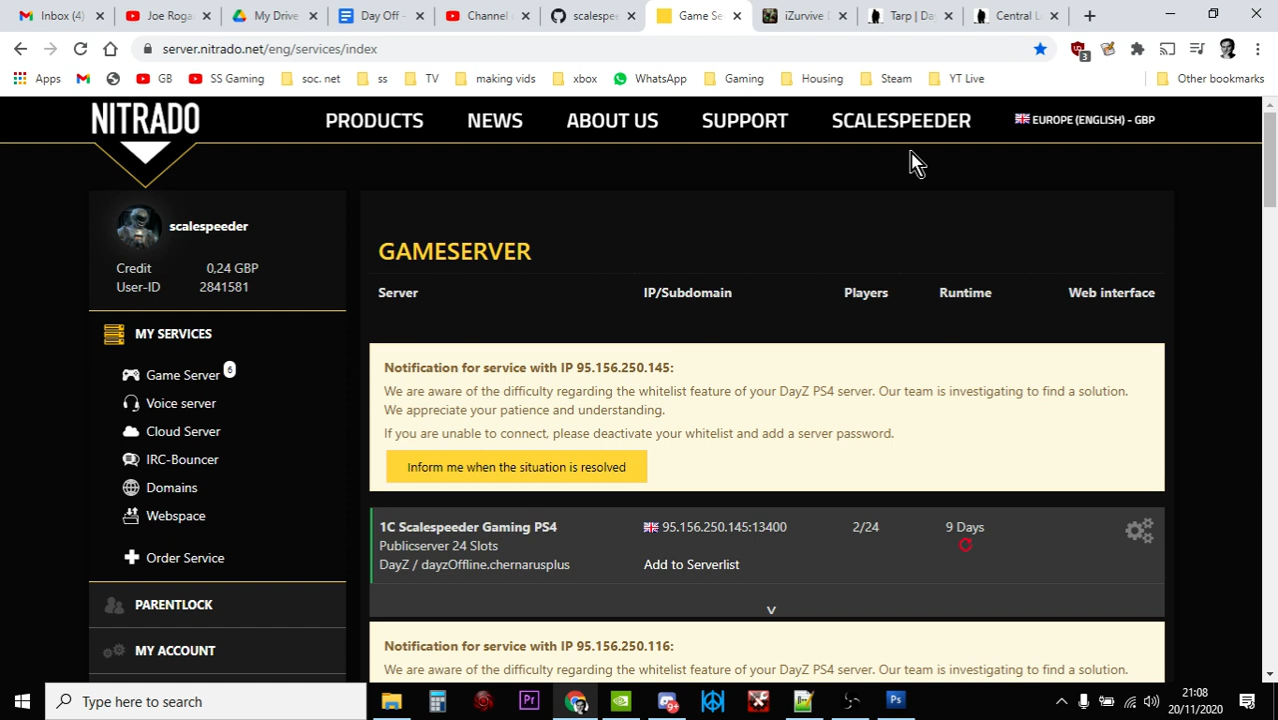 Inbox (4)
Joe Roga
My Drive
Day Off -
Channel c
scalespee
Game Se
iZurvive
Tarp | Da
Central L
server.nitrado.net/eng/services/index
3
Apps
GB
SS Gaming
soc. net
ss
TV
making vids
xbox
WhatsApp
Gaming
Housing
Steam
YT Live
Other bookmarks
NITRADO
PRODUCTS
NEWS
ABOUT US
SUPPORT
SCALESPEEDER
EUROPE (ENGLISH) - GBP
scalespeeder
Credit 0,24 GBP
User-ID 2841581
MY SERVICES
Game Server 6
Voice server
Cloud Server
IRC-Bouncer
Domains
Webspace
Order Service
PARENTLOCK
MY ACCOUNT
GAMESERVER
Server IP/Subdomain Players Runtime Web interface
Notification for service with IP 95.156.250.145:
We are aware of the difficulty regarding the whitelist feature of your DayZ PS4 server. Our team is investigating to find a solution.
We appreciate your patience and understanding.
If you are unable to connect, please deactivate your whitelist and add a server password.
Inform me when the situation is resolved
1C Scalespeeder Gaming PS4 95.156.250.145:13400 2/24 9 Days
Publicserver 24 Slots
DayZ / dayzOffline.chernarusplus Add to Serverlist
v
Notification for service with IP 95.156.250.116:
We are aware of the difficulty regarding the whitelist feature of your DayZ PS4 server. Our team is investigating to find a solution.
Type here to search
Pr
Ps
21:08
20/11/2020